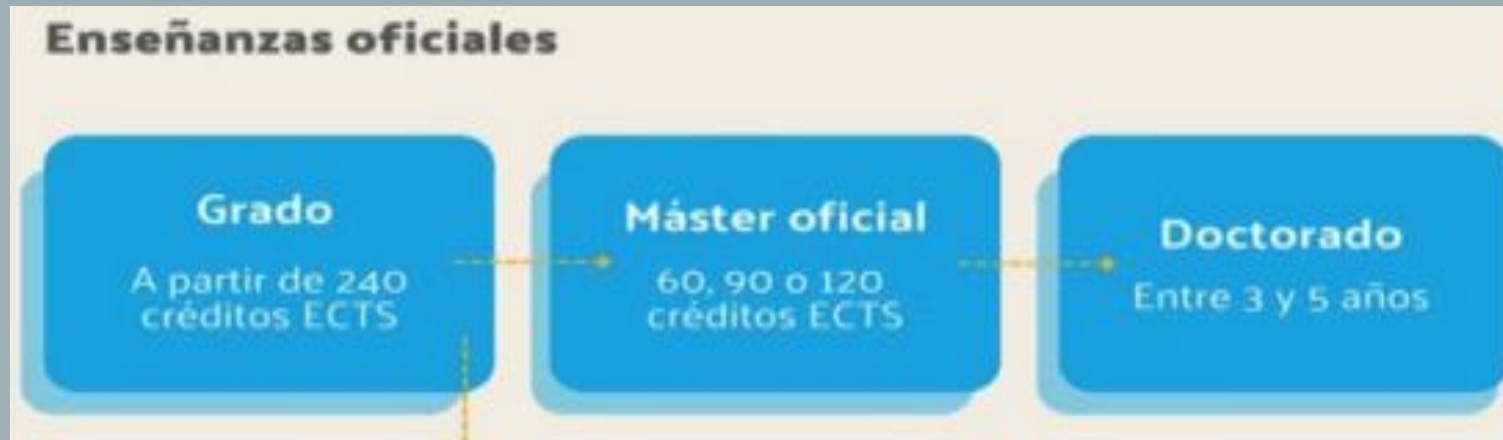 Enseñanzas oficiales
Grado
A partir de 240
créditos ECTS
Máster oficial
60, 90 o 120
créditos ECTS
Doctorado
Entre 3 y 5 años